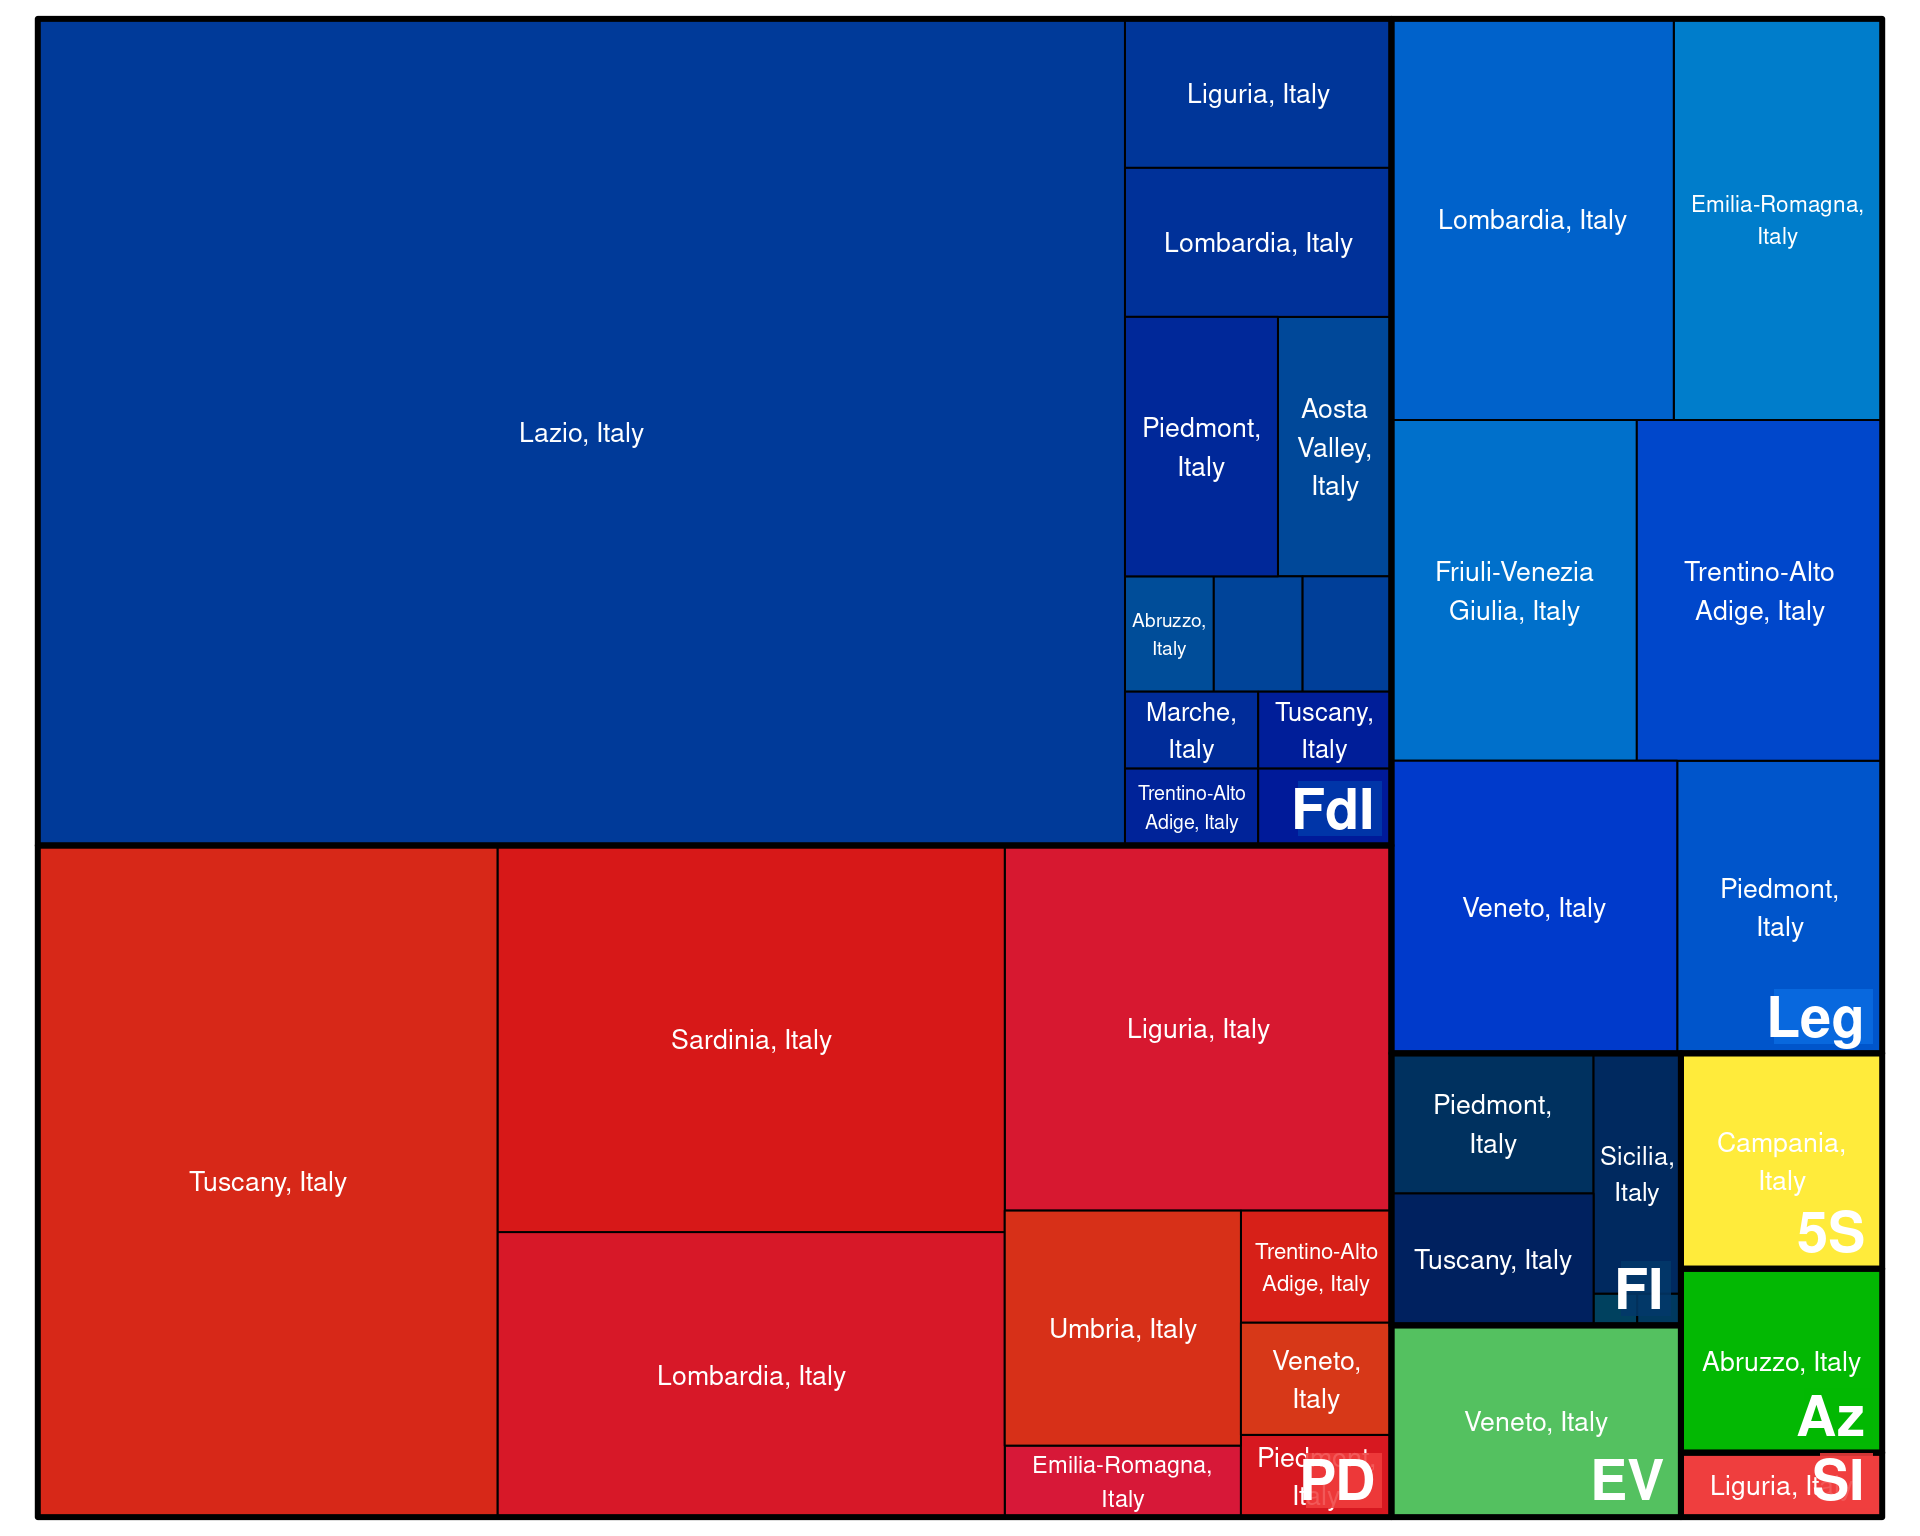 Lazio, Italy
Liguria, Italy
Lombardia, Italy
Piedmont,
Italy
Aosta
Valley,
Italy
Abruzzo,
Italy
Marche,
Italy
Tuscany,
Italy
Trentino-Alto
Adige, Italy
FdI
Tuscany, Italy
Sardinia, Italy
Lombardia, Italy
Liguria, Italy
Umbria, Italy
Emilia-Romagna,
Italy
Trentino-Alto
Adige, Italy
Veneto,
Italy
Piedmont,
Italy
PD
Lombardia, Italy
Emilia-Romagna,
Italy
Friuli-Venezia
Giulia, Italy
Trentino-Alto
Adige, Italy
Veneto, Italy
Piedmont,
Italy
Leg
Piedmont,
Italy
Tuscany, Italy
Sicilia,
Italy
FI
Veneto, Italy
EV
Campania,
Italy
5S
Abruzzo, Italy
Az
Liguria, Italy
SI